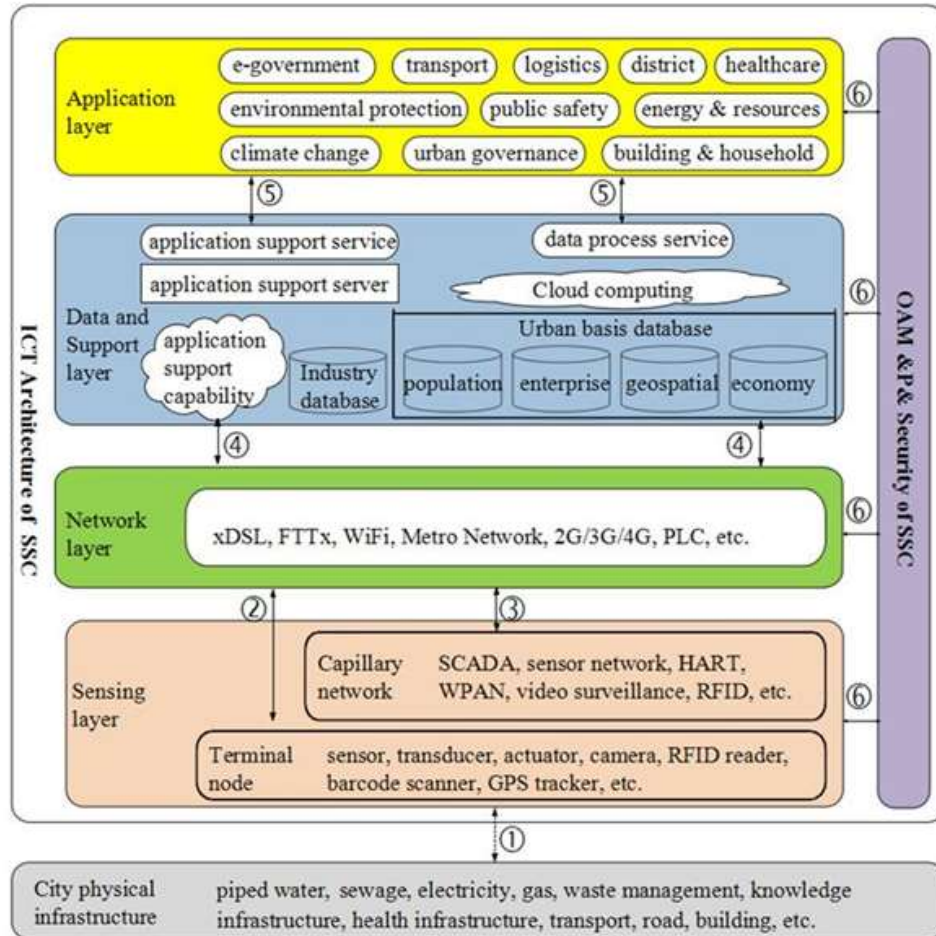 e-government transport logistics district healthcare
Application
layer
environmental protection public safety energy & resources
⑥
climate change urban governance building & household
⑤ ⑤
application support service data process service
application support server Cloud computing
⑥
Data and
Support
layer
Urban basis database
application
support
capability
Industry
database
population enterprise geospatial economy
④ ④
Network
layer
xDSL, FTTx, WiFi, Metro Network, 2G/3G/4G, PLC, etc.
⑥
② ③
Sensing
layer
Capillary
network
SCADA, sensor network, HART,
WPAN, video surveillance, RFID, etc.
⑥
Terminal
node
sensor, transducer, actuator, camera, RFID reader,
barcode scanner, GPS tracker, etc.
①
City physical
infrastructure
piped water, sewage, electricity, gas, waste management, knowledge
infrastructure, health infrastructure, transport, road, building, etc.
ICT Architecture of SSC
OAM &P& Security of SSC